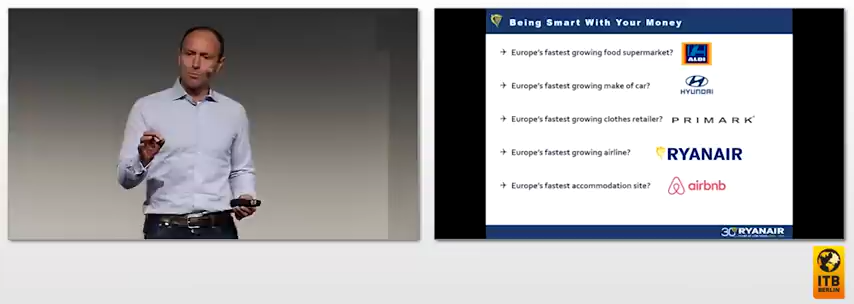 Being Smart With Your Money
Europe's fastest growing food supermarket?
ALDI
Europe's fastest growing make of car?
HYUNDAI
Europe's fastest growing clothes retailer?
PRIMARK
Europe's fastest growing airline?
RYANAIR
Europe's fastest accommodation site?
airbnb
30 RYANAIR
ITB
BERLIN